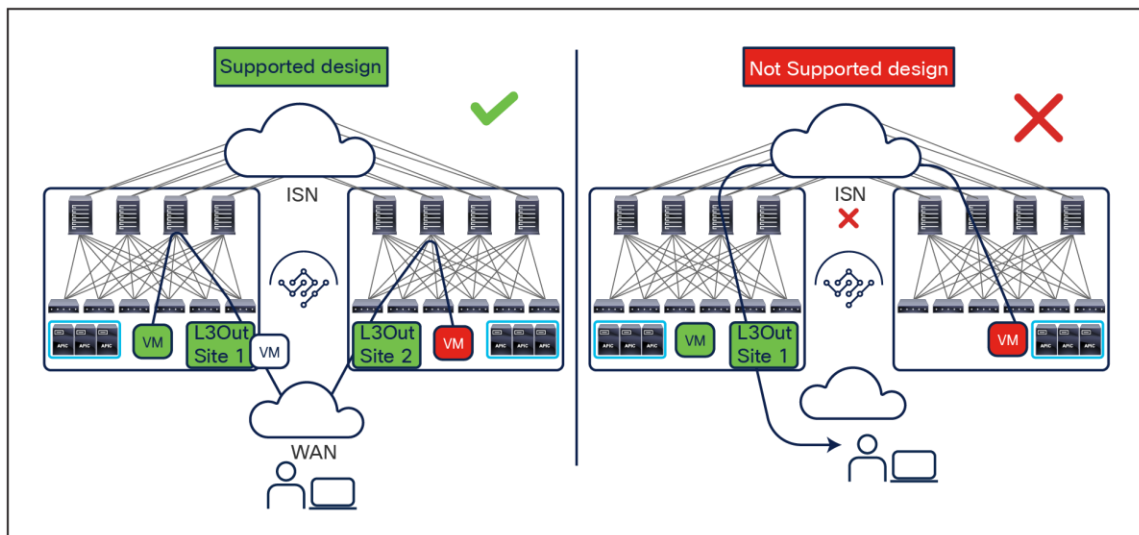 Supported design
Not Supported design
ISN
ISN
APIC APIC APIC
VM
L3Out
Site 1
VM
L3Out
Site 2
VM
APIC APIC APIC
APIC APIC APIC
VM
L3Out
Site 1
VM
APIC APIC APIC
WAN